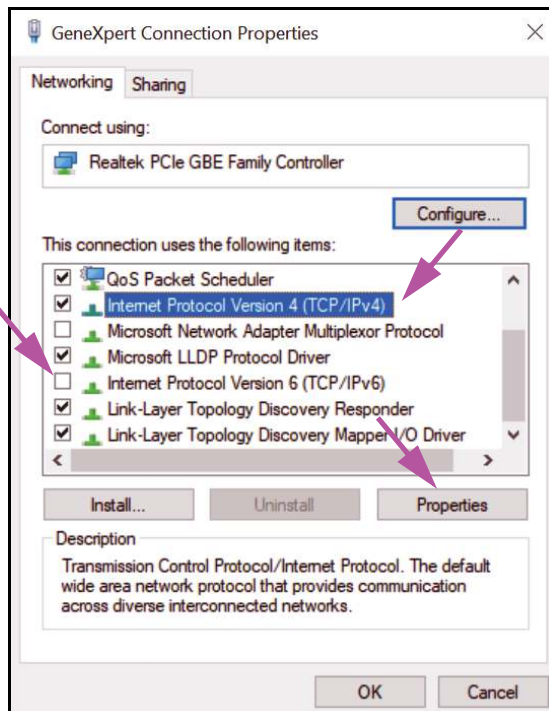 GeneXpert Connection Properties
Networking
Sharing
Connect using:
Realtek PCIe GBE Family Controller
Configure...
This connection uses the following items:
QoS Packet Scheduler
Internet Protocol Version 4 (TCP/IPv4)
Microsoft Network Adapter Multiplexor Protocol
Microsoft LLDP Protocol Driver
Internet Protocol Version 6 (TCP/IPv6)
Link-Layer Topology Discovery Responder
Link-Layer Topology Discovery Mapper I/O Driver
Install...
Uninstall
Properties
Description
Transmission Control Protocol/Internet Protocol. The default
wide area network protocol that provides communication
across diverse interconnected networks.
OK
Cancel